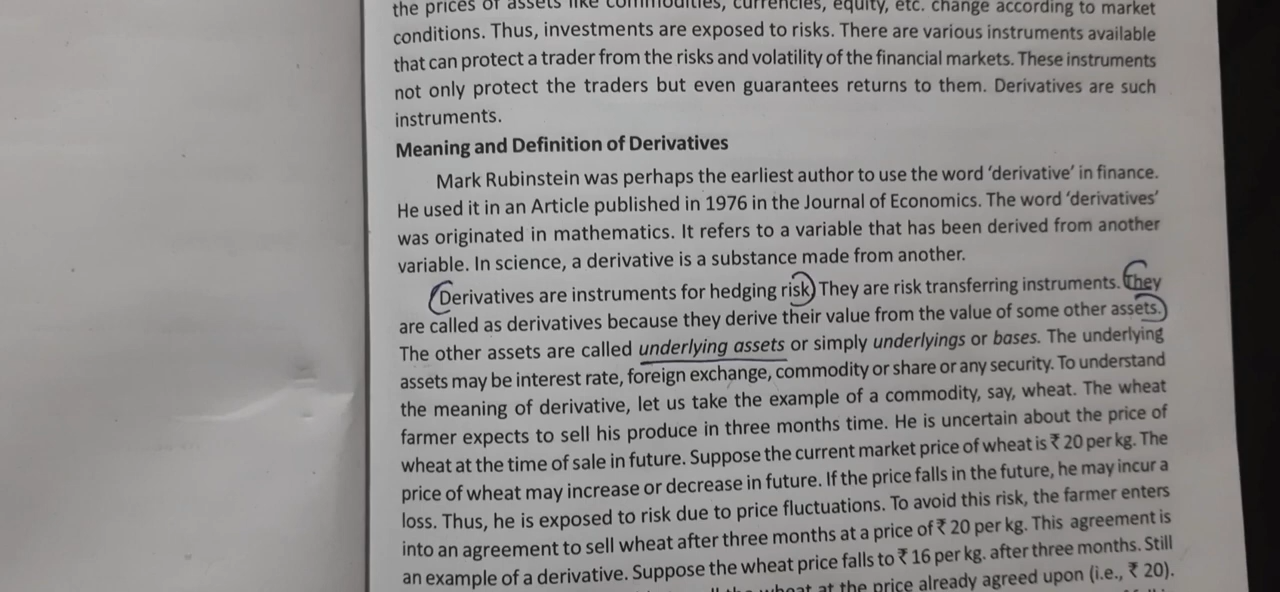 the prices of assets like commodities, currencies, equity, etc. change according to market
conditions. Thus, investments are exposed to risks. There are various instruments available
that can protect a trader from the risks and volatility of the financial markets. These instruments
not only protect the traders but even guarantees returns to them. Derivatives are such
instruments.
Meaning and Definition of Derivatives
Mark Rubinstein was perhaps the earliest author to use the word ‘derivative’ in finance.
He used it in an Article published in 1976 in the Journal of Economics. The word ‘derivatives’
was originated in mathematics. It refers to a variable that has been derived from another
variable. In science, a derivative is a substance made from another.
Derivatives are instruments for hedging risk. They are risk transferring instruments. They
are called as derivatives because they derive their value from the value of some other assets.
The other assets are called underlying assets or simply underlyings or bases. The underlying
assets may be interest rate, foreign exchange, commodity or share or any security. To understand
the meaning of derivative, let us take the example of a commodity, say, wheat. The wheat
farmer expects to sell his produce in three months time. He is uncertain about the price of
wheat at the time of sale in future. Suppose the current market price of wheat is ₹ 20 per kg. The
price of wheat may increase or decrease in future. If the price falls in the future, he may incur a
loss. Thus, he is exposed to risk due to price fluctuations. To avoid this risk, the farmer enters
into an agreement to sell wheat after three months at a price of ₹ 20 per kg. This agreement is
an example of a derivative. Suppose the wheat price falls to ₹ 16 per kg. after three months. Still
wheat at the price already agreed upon (i.e., ₹ 20).